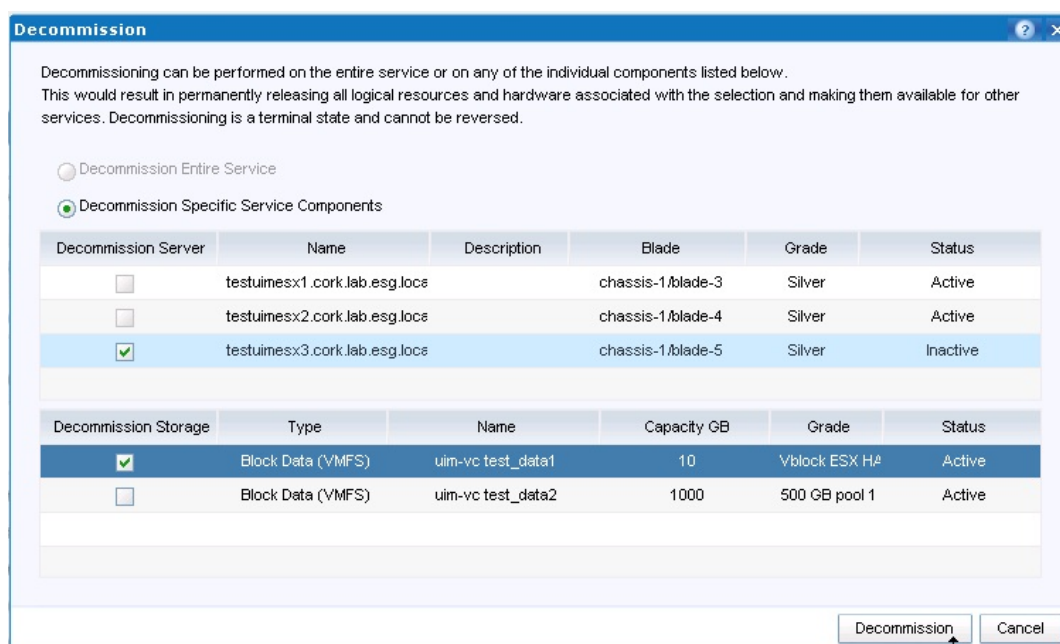 Decommission
Decommissioning can be performed on the entire service or on any of the individual components listed below.
This would result in permanently releasing all logical resources and hardware associated with the selection and making them available for other
services. Decommissioning is a terminal state and cannot be reversed.
Decommission Entire Service
Decommission Specific Service Components
Decommission Server Name Description Blade Grade Status
testuimesx1.cork.lab.esg.loca chassis-1/blade-3 Silver Active
testuimesx2.cork.lab.esg.loca chassis-1/blade-4 Silver Active
testuimesx3.cork.lab.esg.loca chassis-1/blade-5 Silver Inactive
Decommission Storage Type Name Capacity GB Grade Status
Block Data (VMFS) uim-vc test_data1 10 Vblock ESX HA Active
Block Data (VMFS) uim-vc test_data2 1000 500 GB pool 1 Active
Decommission Cancel